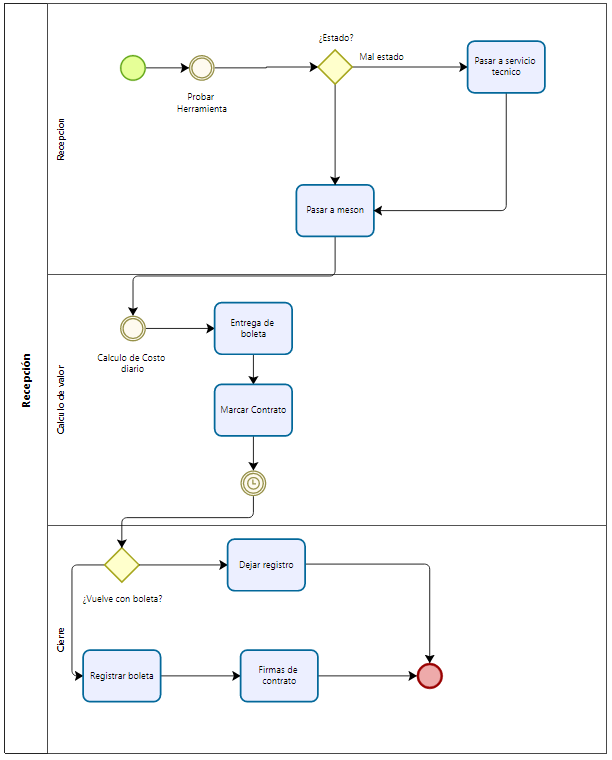 Recepción
Recepcion
¿Estado?
Mal estado
Pasar a servicio
tecnico
Probar
Herramienta
Pasar a meson
Calculo de valor
Entrega de
boleta
Calculo de Costo
diario
Marcar Contrato
Cierre
Dejar registro
¿Vuelve con boleta?
Registrar boleta
Firmas de
contrato